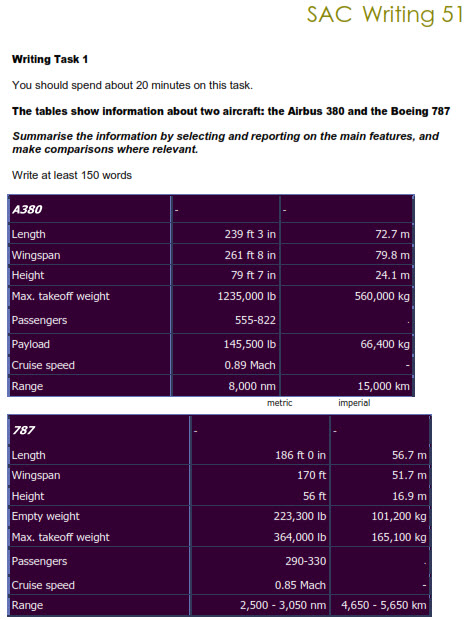 SAC Writing 51
Writing Task 1
You should spend about 20 minutes on this task.
The tables show information about two aircraft: the Airbus 380 and the Boeing 787
Summarise the information by selecting and reporting on the main features, and
make comparisons where relevant.
Write at least 150 words
A380 - -
Length 239 ft 3 in 72.7 m
Wingspan 261 ft 8 in 79.8 m
Height 79 ft 7 in 24.1 m
Max. takeoff weight 1235,000 lb 560,000 kg
Passengers 555-822 .
Payload 145,500 lb 66,400 kg
Cruise speed 0.89 Mach -
Range 8,000 nm 15,000 km
metric imperial
787 - -
Length 186 ft 0 in 56.7 m
Wingspan 170 ft 51.7 m
Height 56 ft 16.9 m
Empty weight 223,300 lb 101,200 kg
Max. takeoff weight 364,000 lb 165,100 kg
Passengers 290-330 .
Cruise speed 0.85 Mach -
Range 2,500 - 3,050 nm 4,650 - 5,650 km